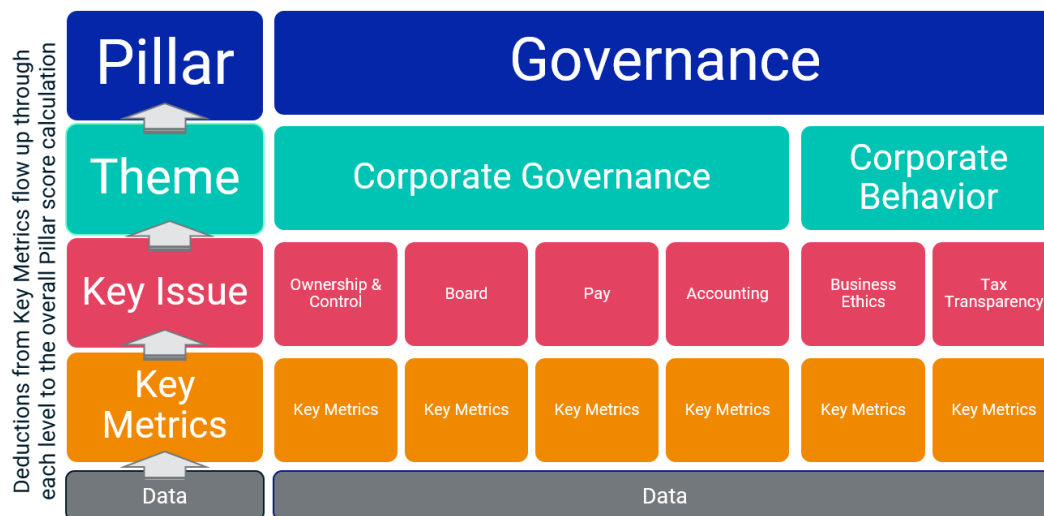 Deductions from Key Metrics flow up through
each level to the overall Pillar score calculation
Pillar
Governance
Theme
Corporate Governance
Corporate
Behavior
Key Issue
Ownership &
Control
Board
Pay
Accounting
Business
Ethics
Tax
Transparency
Key
Metrics
Key Metrics
Key Metrics
Key Metrics
Key Metrics
Key Metrics
Key Metrics
Data
Data